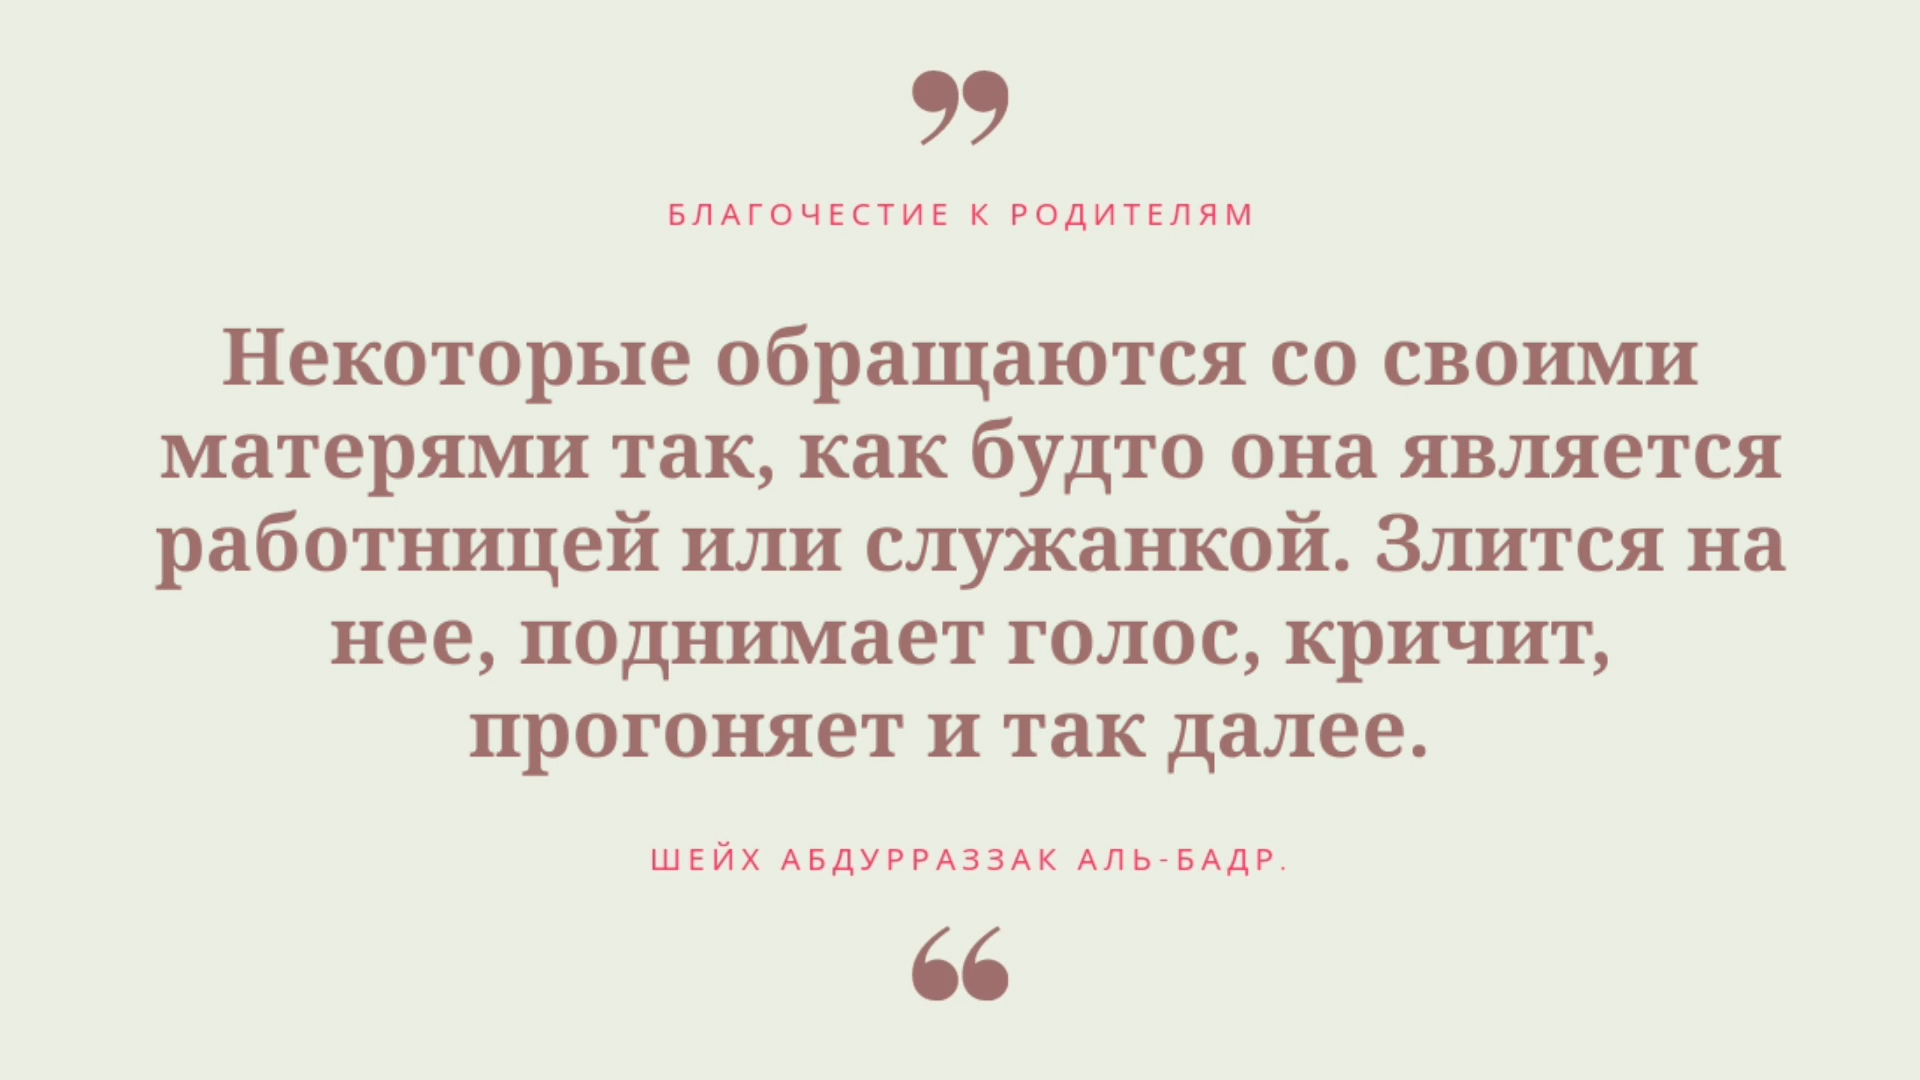 ”
БЛАГОЧЕСТИЕ К РОДИТЕЛЯМ
Некоторые обращаются со своими
матерями так, как будто она является
работницей или служанкой. Злится на
нее, поднимает голос, кричит,
прогоняет и так далее.
ШЕЙХ АБДУРРАЗЗАК АЛЬ-БАДР.
“